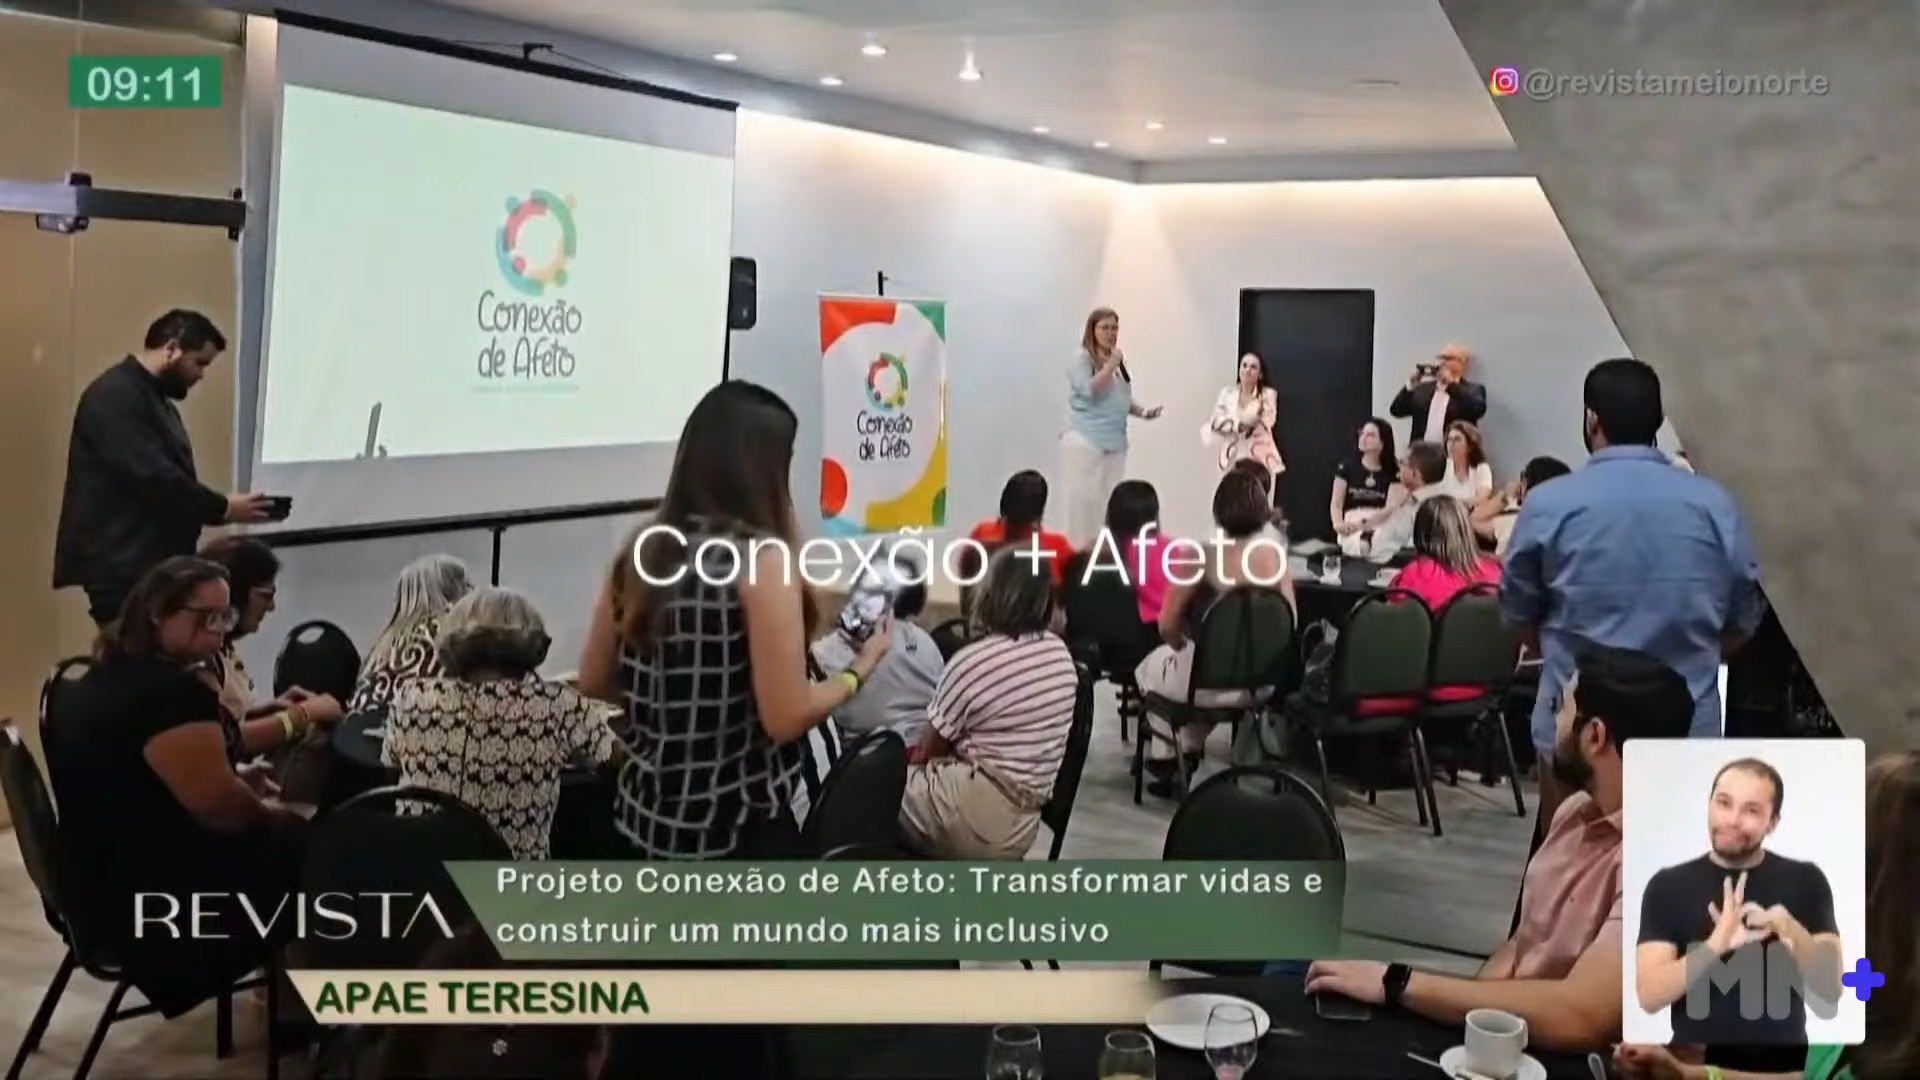 09:11
@revistameionorte
Conexão
de Afeto
Conexão
de Afeto
Conexão + Afeto
REVISTA
Projeto Conexão de Afeto: Transformar vidas e
construir um mundo mais inclusivo
APAE TERESINA
MN+